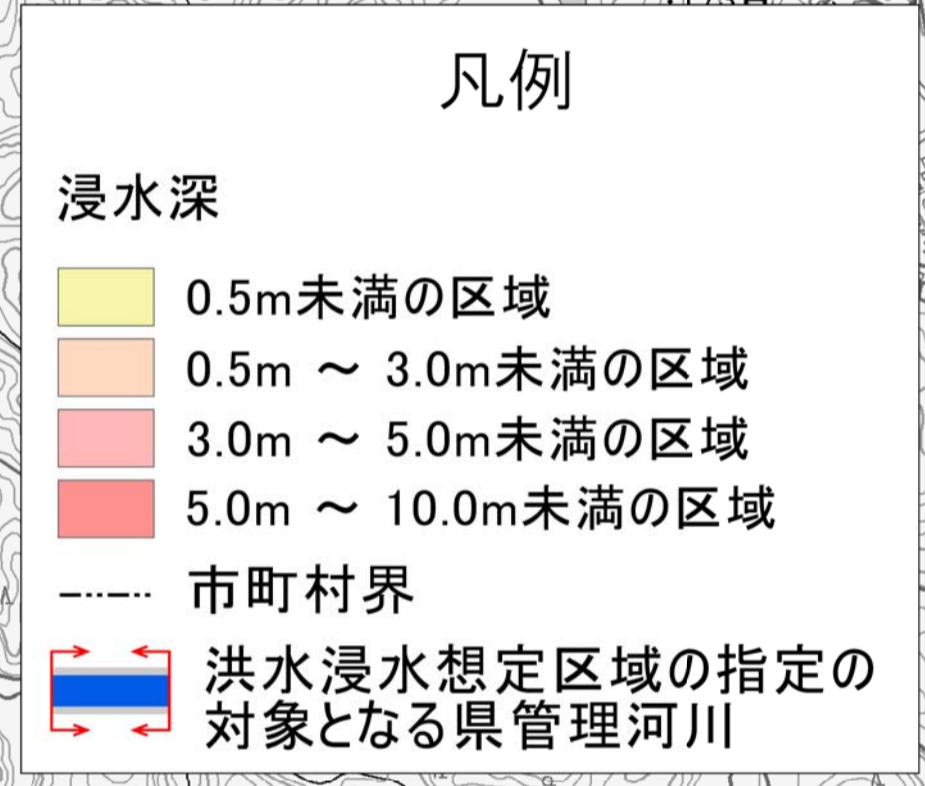 凡例
浸水深
0.5m未満の区域
0.5m ～ 3.0m未満の区域
3.0m ～ 5.0m未満の区域
5.0m ～ 10.0m未満の区域
市町村界
洪水浸水想定区域の指定の
対象となる県管理河川